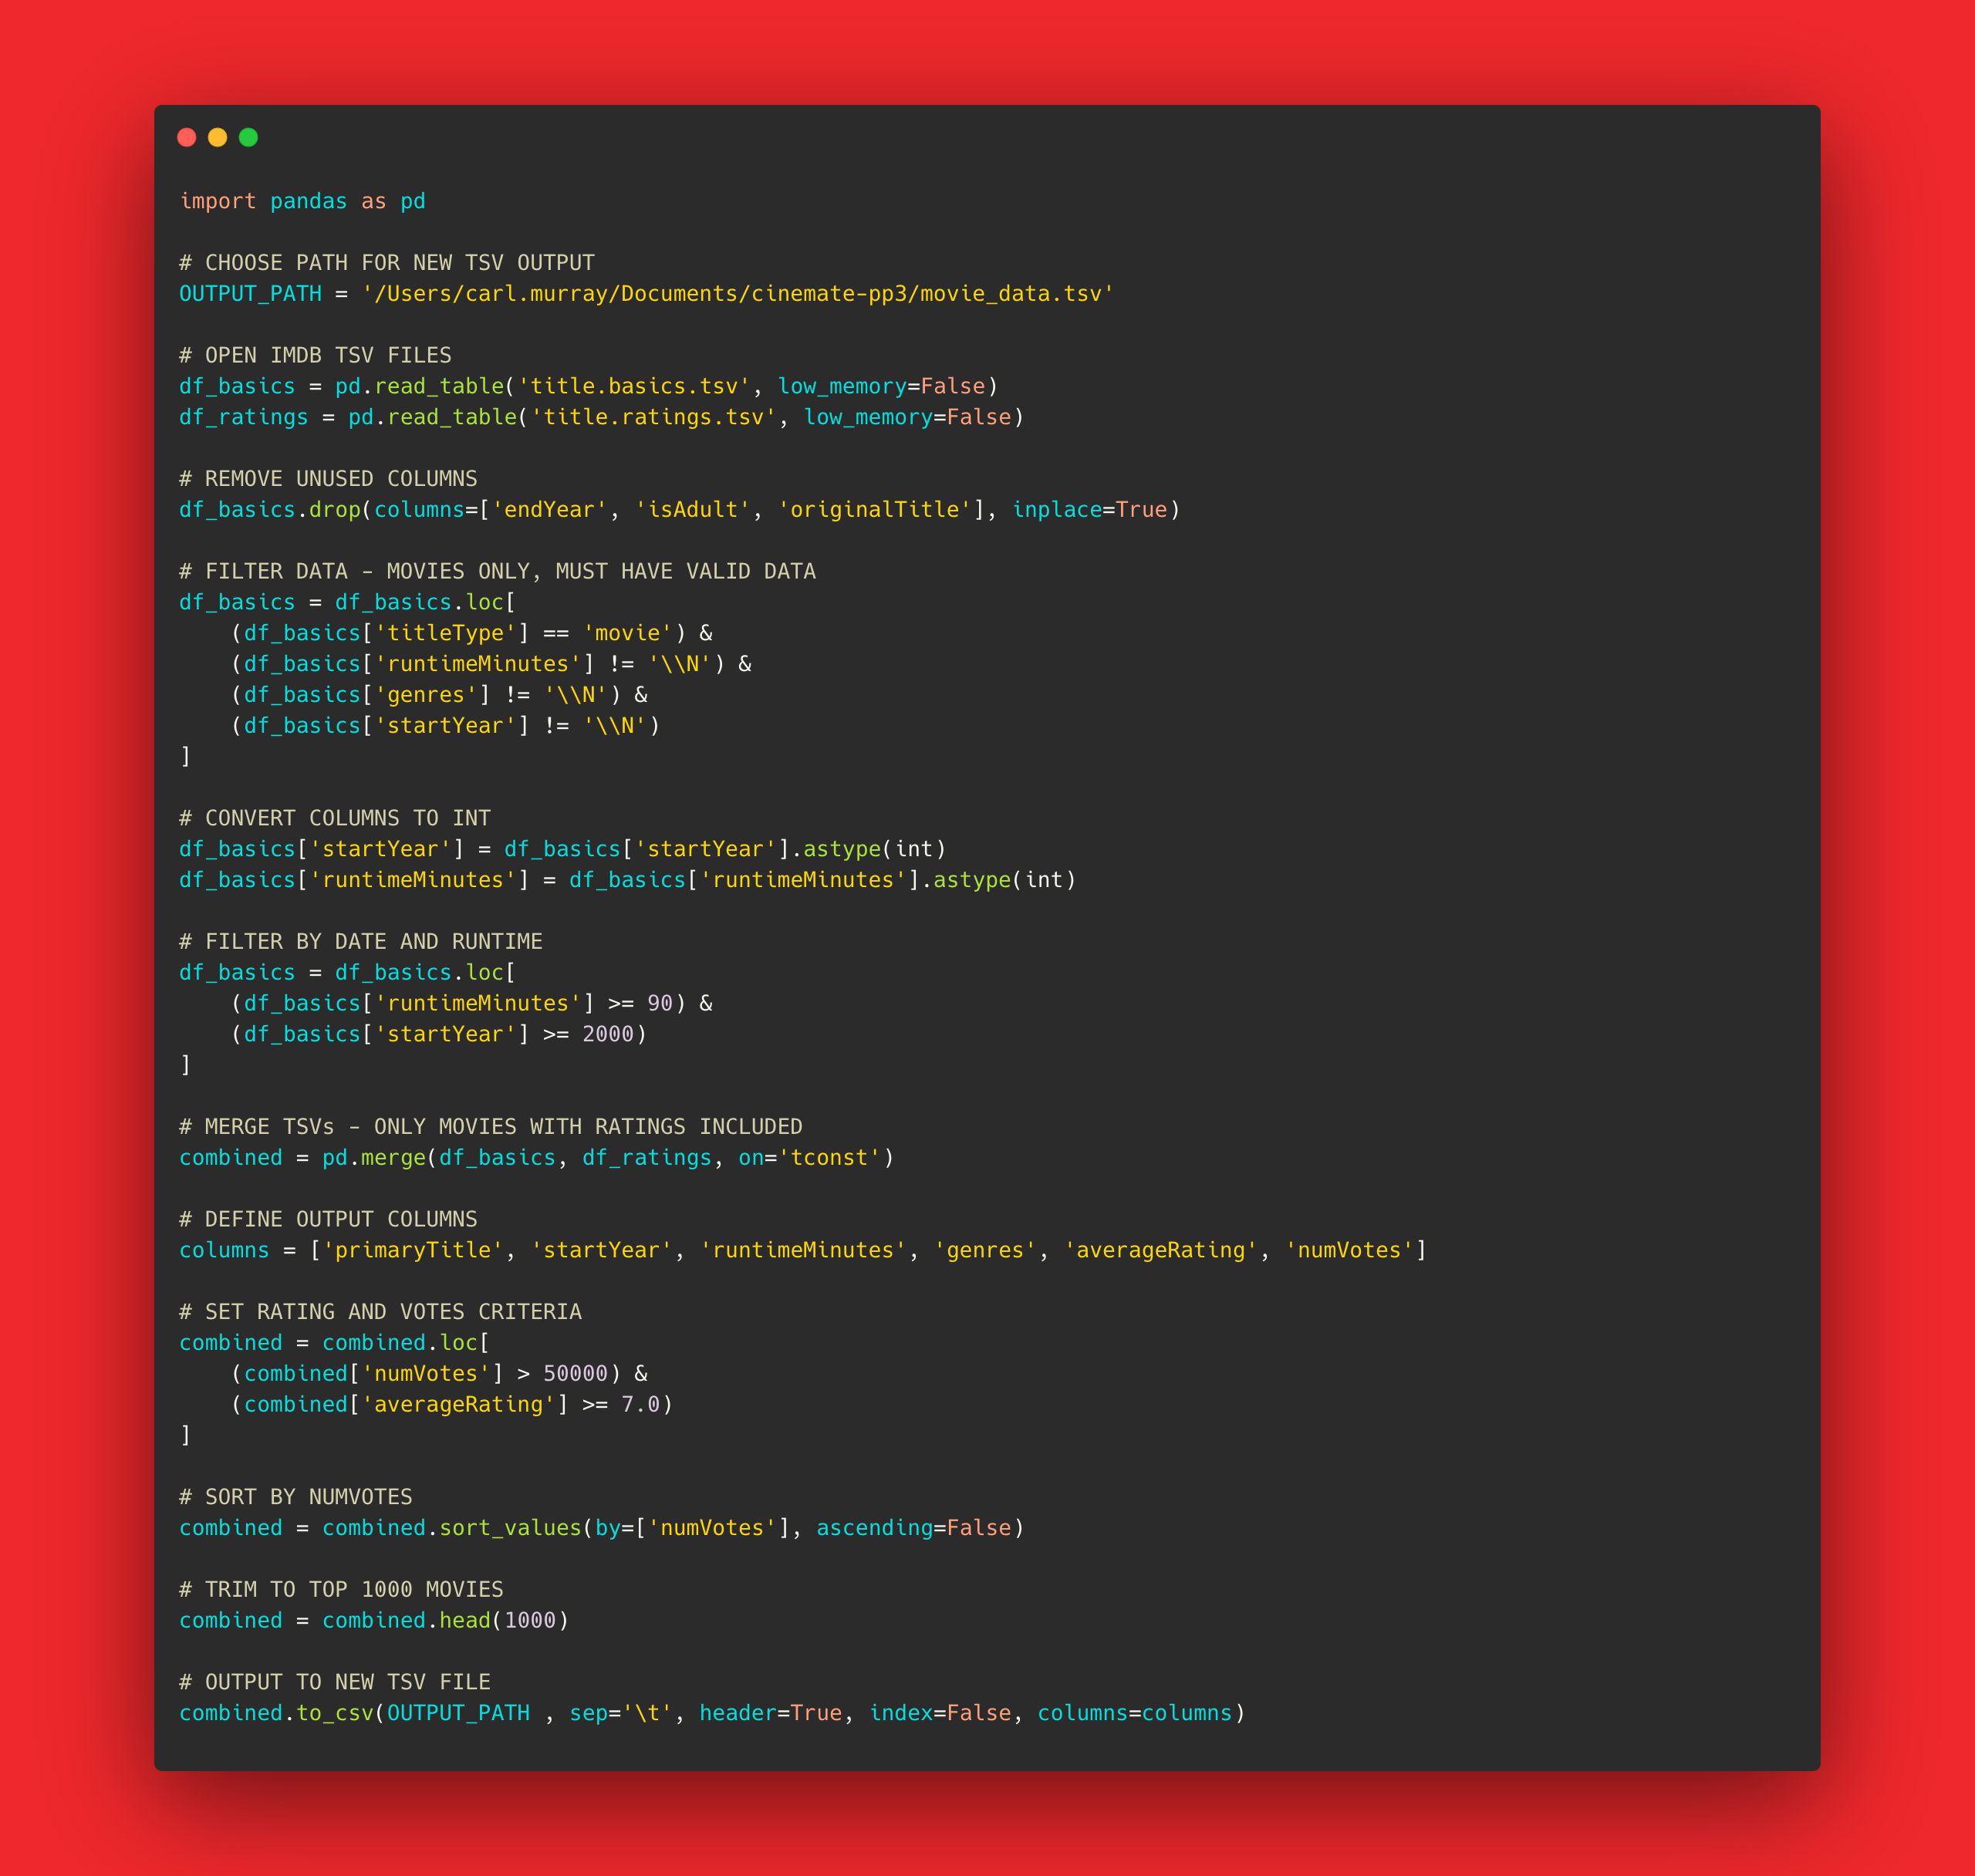 import pandas as pd

# CHOOSE PATH FOR NEW TSV OUTPUT
OUTPUT_PATH = '/Users/carl.murray/Documents/cinemate-pp3/movie_data.tsv'

# OPEN IMDB TSV FILES
df_basics = pd.read_table('title.basics.tsv', low_memory=False)
df_ratings = pd.read_table('title.ratings.tsv', low_memory=False)

# REMOVE UNUSED COLUMNS
df_basics.drop(columns=['endYear', 'isAdult', 'originalTitle'], inplace=True)

# FILTER DATA - MOVIES ONLY, MUST HAVE VALID DATA
df_basics = df_basics.loc[
    (df_basics['titleType'] == 'movie') &
    (df_basics['runtimeMinutes'] != '\\N') &
    (df_basics['genres'] != '\\N') &
    (df_basics['startYear'] != '\\N')
]

# CONVERT COLUMNS TO INT
df_basics['startYear'] = df_basics['startYear'].astype(int)
df_basics['runtimeMinutes'] = df_basics['runtimeMinutes'].astype(int)

# FILTER BY DATE AND RUNTIME
df_basics = df_basics.loc[
    (df_basics['runtimeMinutes'] >= 90) &
    (df_basics['startYear'] >= 2000)
]

# MERGE TSVs - ONLY MOVIES WITH RATINGS INCLUDED
combined = pd.merge(df_basics, df_ratings, on='tconst')

# DEFINE OUTPUT COLUMNS
columns = ['primaryTitle', 'startYear', 'runtimeMinutes', 'genres', 'averageRating', 'numVotes']

# SET RATING AND VOTES CRITERIA
combined = combined.loc[
    (combined['numVotes'] > 50000) &
    (combined['averageRating'] >= 7.0)
]

# SORT BY NUMVOTES
combined = combined.sort_values(by=['numVotes'], ascending=False)

# TRIM TO TOP 1000 MOVIES
combined = combined.head(1000)

# OUTPUT TO NEW TSV FILE
combined.to_csv(OUTPUT_PATH , sep='\t', header=True, index=False, columns=columns)